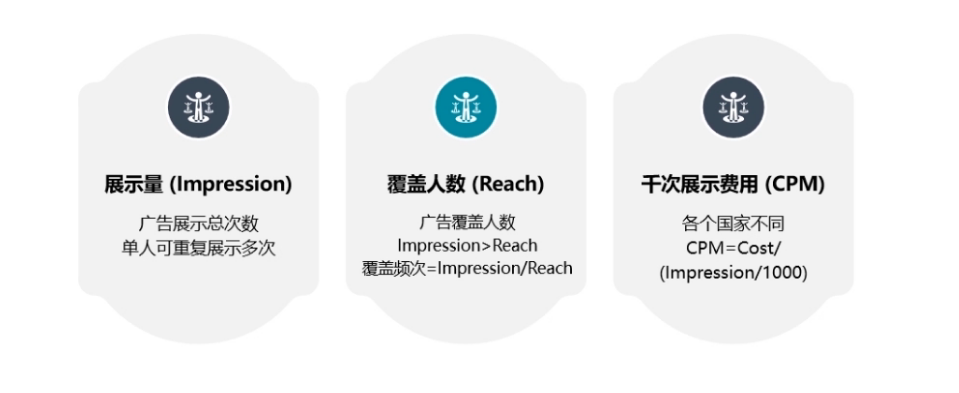 展示量 (Impression)
广告展示总次数
单人可重复展示多次
覆盖人数 (Reach)
广告覆盖人数
Impression>Reach
覆盖频次=Impression/Reach
千次展示费用 (CPM)
各个国家不同
CPM=Cost/
(Impression/1000)